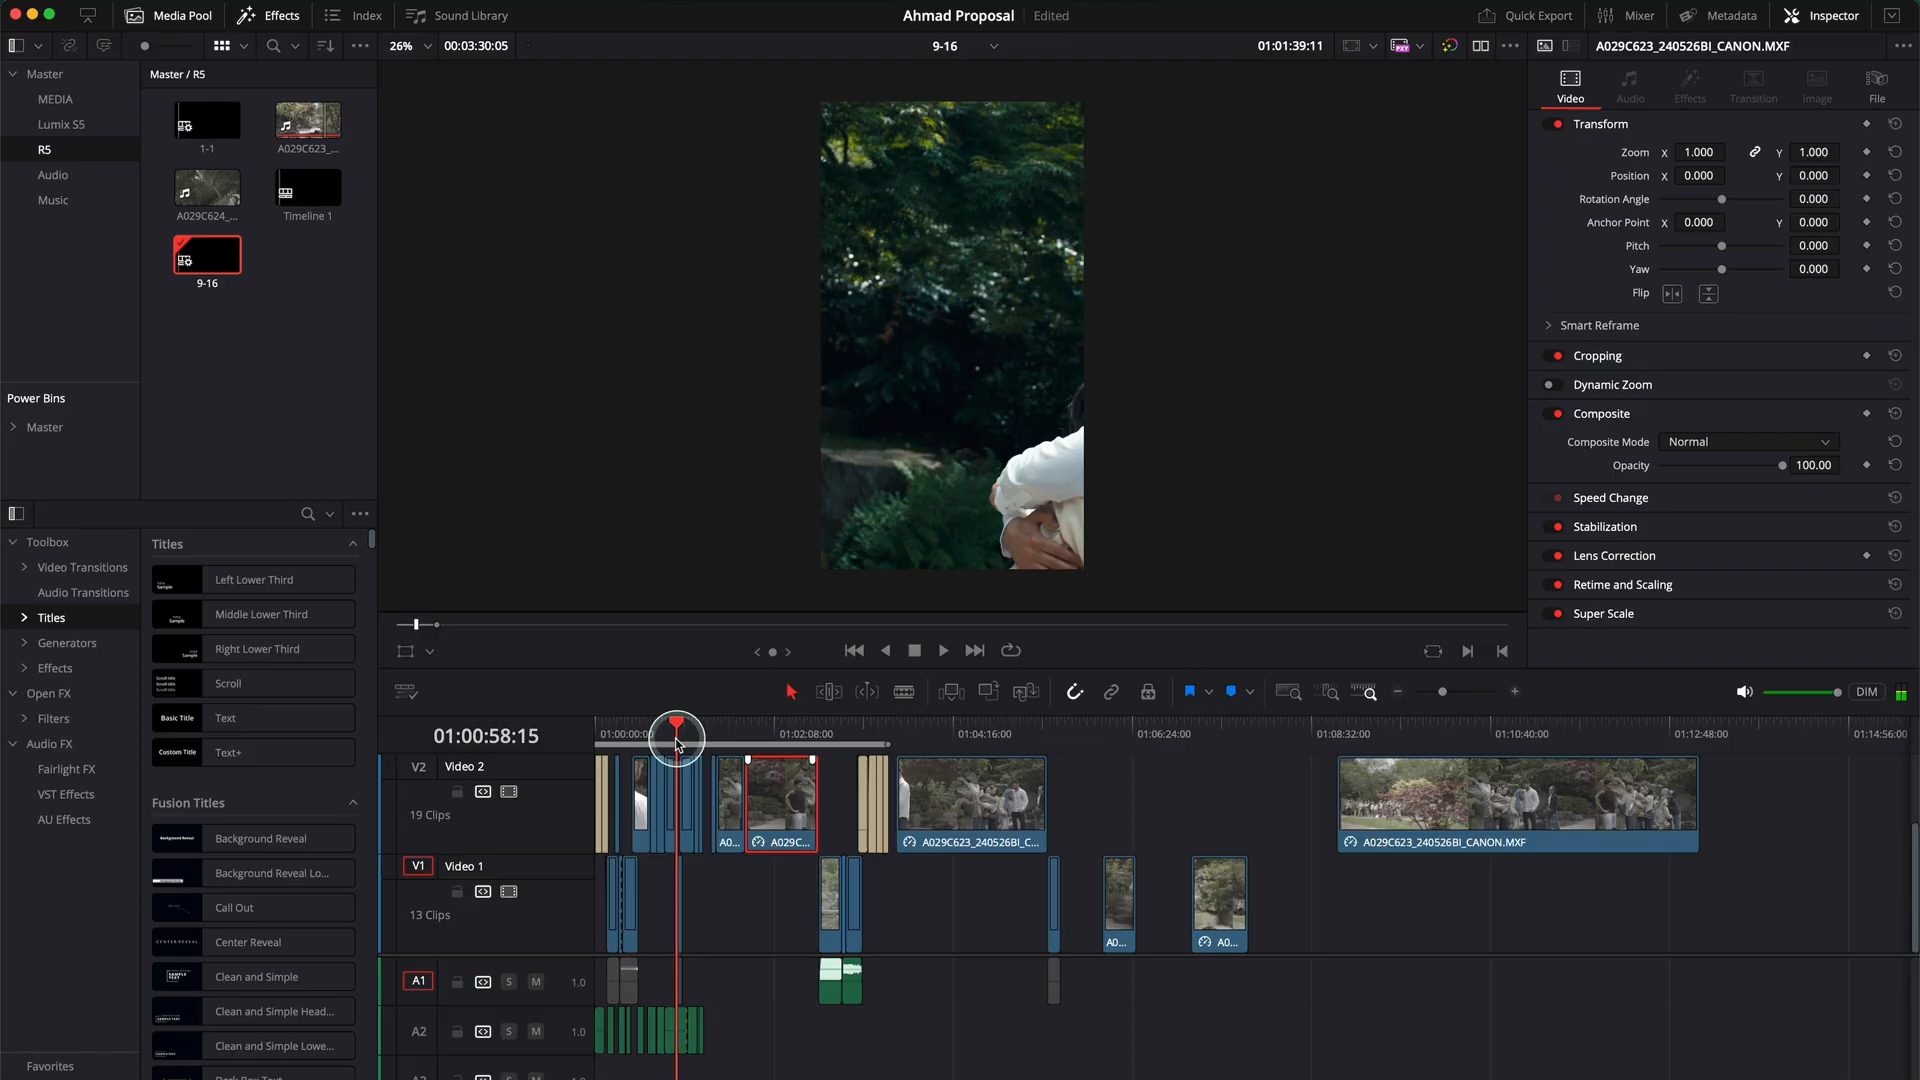 Media Pool
Effects
Index
Sound Library
Ahmad Proposal
Edited
Quick Export
Mixer
Metadata
Inspector
26%
00:03:30:05
9-16
01:01:39:11
A029C623_240526BI_CANON.MXF
Master
MEDIA
Lumix S5
R5
Audio
Music
Master / R5
1-1
A029C623_...
A029C624_...
Timeline 1
9-16
Power Bins
Master
Video
Audio
Effects
Transition
Image
File
Transform
Zoom X 1.000 Y 1.000
Position X 0.000 Y 0.000
Rotation Angle 0.000
Anchor Point X 0.000 Y 0.000
Pitch 0.000
Yaw 0.000
Flip
Smart Reframe
Cropping
Dynamic Zoom
Composite
Composite Mode Normal
Opacity 100.00
Speed Change
Stabilization
Lens Correction
Retime and Scaling
Super Scale
Toolbox
Video Transitions
Audio Transitions
Titles
Generators
Effects
Open FX
Filters
Audio FX
Fairlight FX
VST Effects
AU Effects
Favorites
Titles
Left Lower Third
Middle Lower Third
Right Lower Third
Scroll
Basic Title Text
Custom Title Text+
Fusion Titles
Background Reveal
Background Reveal Lo...
Call Out
Center Reveal
Clean and Simple
Clean and Simple Head...
Clean and Simple Lowe...
DIM
01:00:58:15
01:00:00:00
01:02:08:00
01:04:16:00
01:06:24:00
01:08:32:00
01:10:40:00
01:12:48:00
01:14:56:00
V2 Video 2
19 Clips
A0...
A029C...
A029C623_240526BI_C...
A029C623_240526BI_CANON.MXF
V1 Video 1
13 Clips
A0...
A0...
A1 S M 1.0
A2 S M 1.0